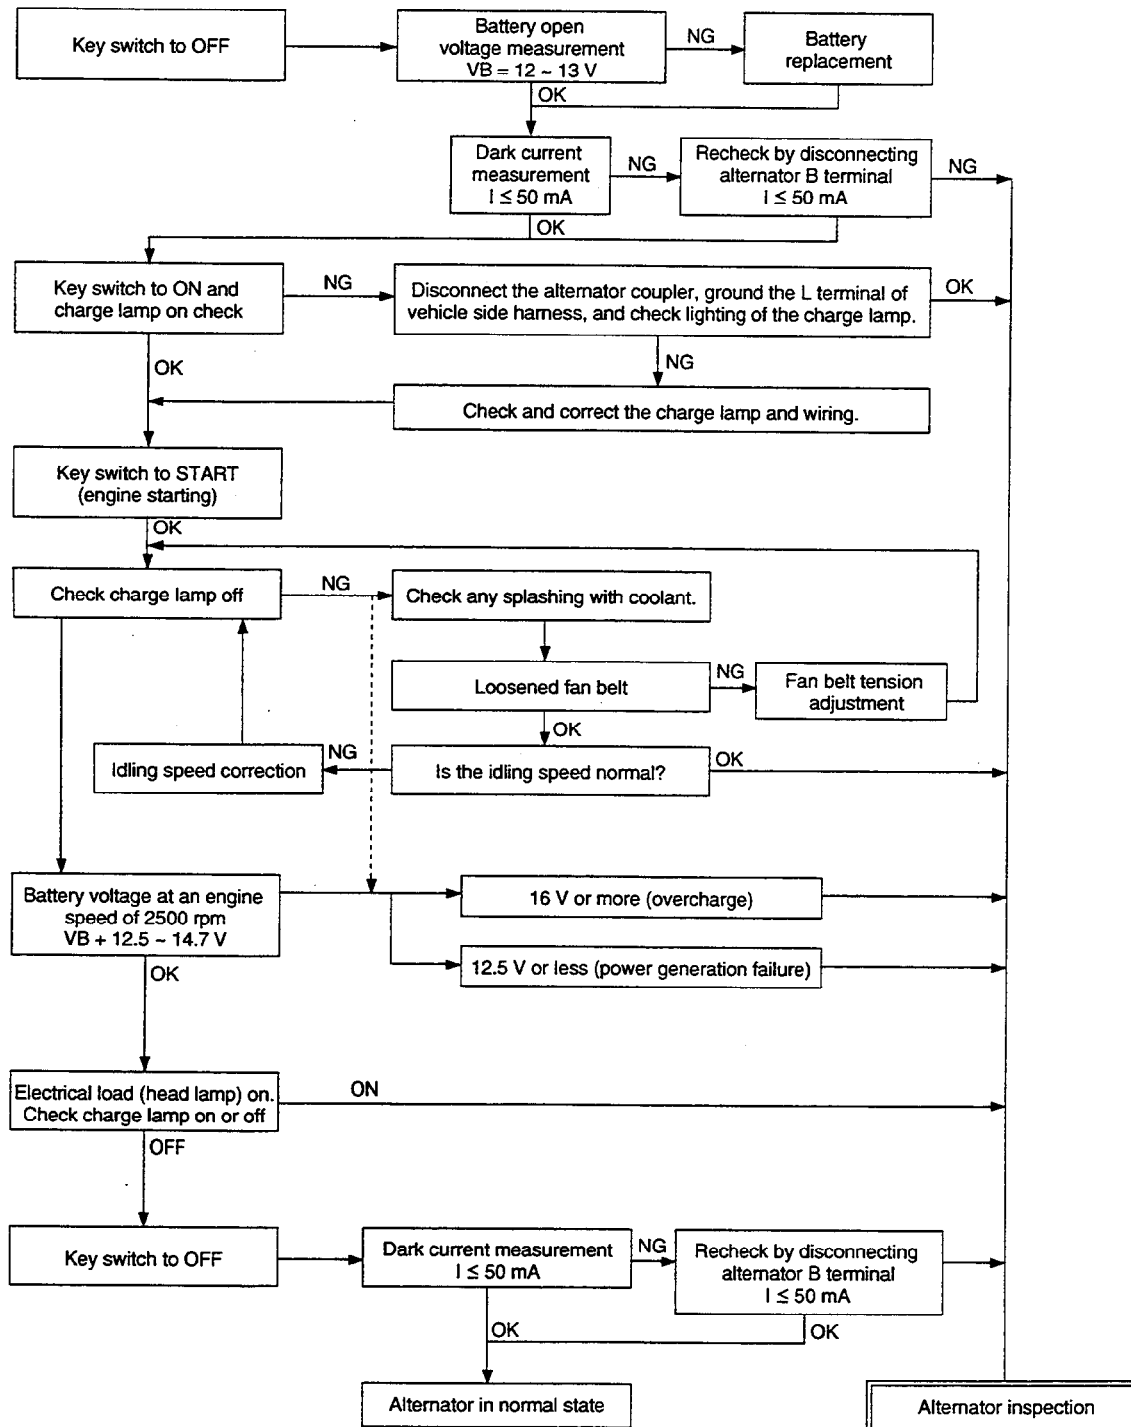 Key switch to OFF
Battery open
voltage measurement
VB = 12 ~ 13 V
NG
Battery
replacement
OK
Dark current
measurement
I ≤ 50 mA
NG
Recheck by disconnecting
alternator B terminal
I ≤ 50 mA
NG
OK
Key switch to ON and
charge lamp on check
NG
Disconnect the alternator coupler, ground the L terminal of
vehicle side harness, and check lighting of the charge lamp.
OK
OK
NG
Check and correct the charge lamp and wiring.
Key switch to START
(engine starting)
OK
Check charge lamp off
NG
Check any splashing with coolant.
Loosened fan belt
NG
Fan belt tension
adjustment
OK
Idling speed correction
NG
Is the idling speed normal?
OK
Battery voltage at an engine
speed of 2500 rpm
VB + 12.5 ~ 14.7 V
16 V or more (overcharge)
12.5 V or less (power generation failure)
OK
Electrical load (head lamp) on.
Check charge lamp on or off
ON
OFF
Key switch to OFF
Dark current measurement
I ≤ 50 mA
NG
Recheck by disconnecting
alternator B terminal
I ≤ 50 mA
OK
OK
Alternator in normal state
Alternator inspection